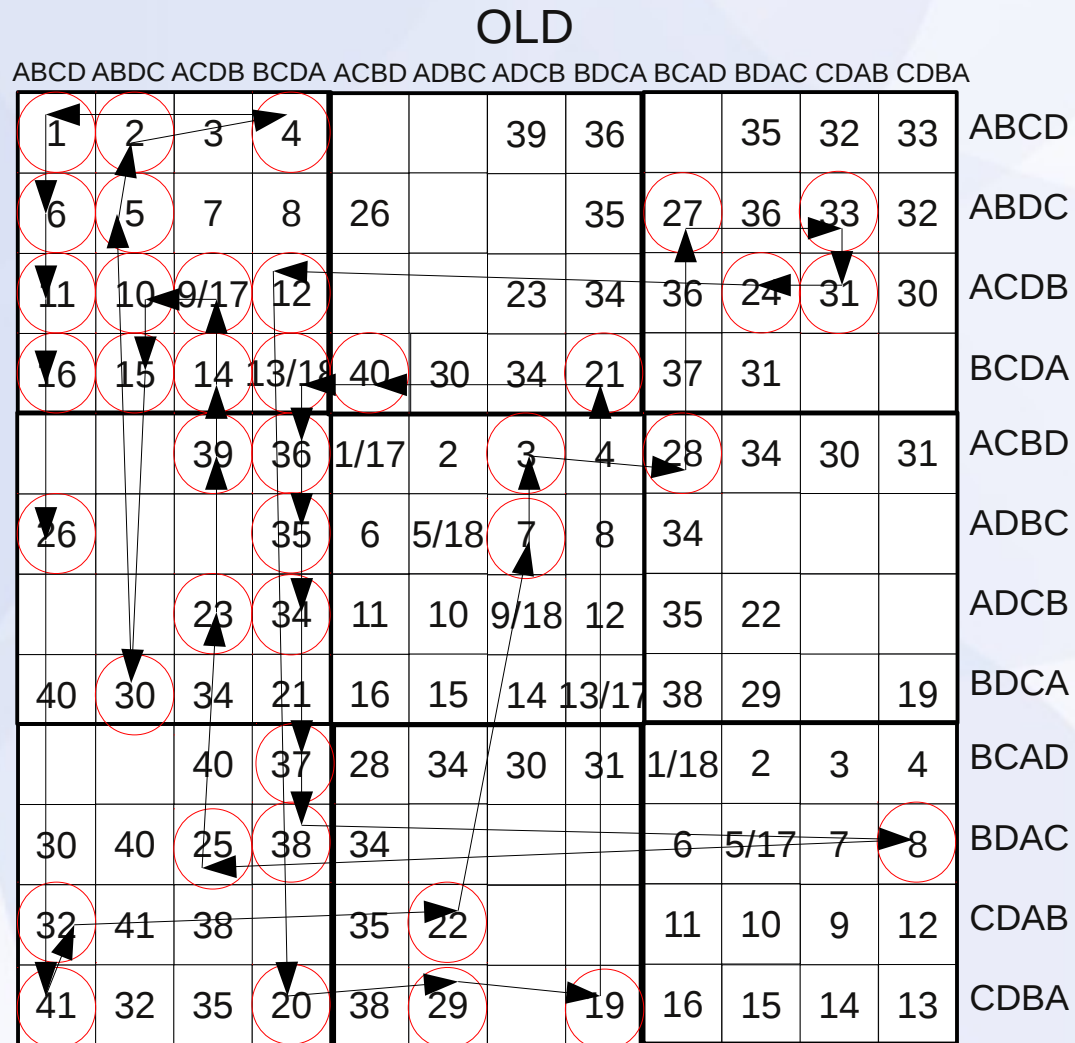 OLD
ABCD ABDC ACDB BCDA ACBD ADBC ADCB BDCA BCAD BDAC CDAB CDBA
1 2 3 4 39 36 35 32 33 ABCD
6 5 7 8 26 35 27 36 33 32 ABDC
11 10 9/17 12 23 34 36 24 31 30 ACDB
16 15 14 13/18 40 30 34 21 37 31 BCDA
39 36 1/17 2 3 4 28 34 30 31 ACBD
26 35 6 5/18 7 8 34 ADBC
23 34 11 10 9/18 12 35 22 ADCB
40 30 34 21 16 15 14 13/17 38 29 19 BDCA
40 37 28 34 30 31 1/18 2 3 4 BCAD
30 40 25 38 34 6 5/17 7 8 BDAC
32 41 38 35 22 11 10 9 12 CDAB
41 32 35 20 38 29 19 16 15 14 13 CDBA